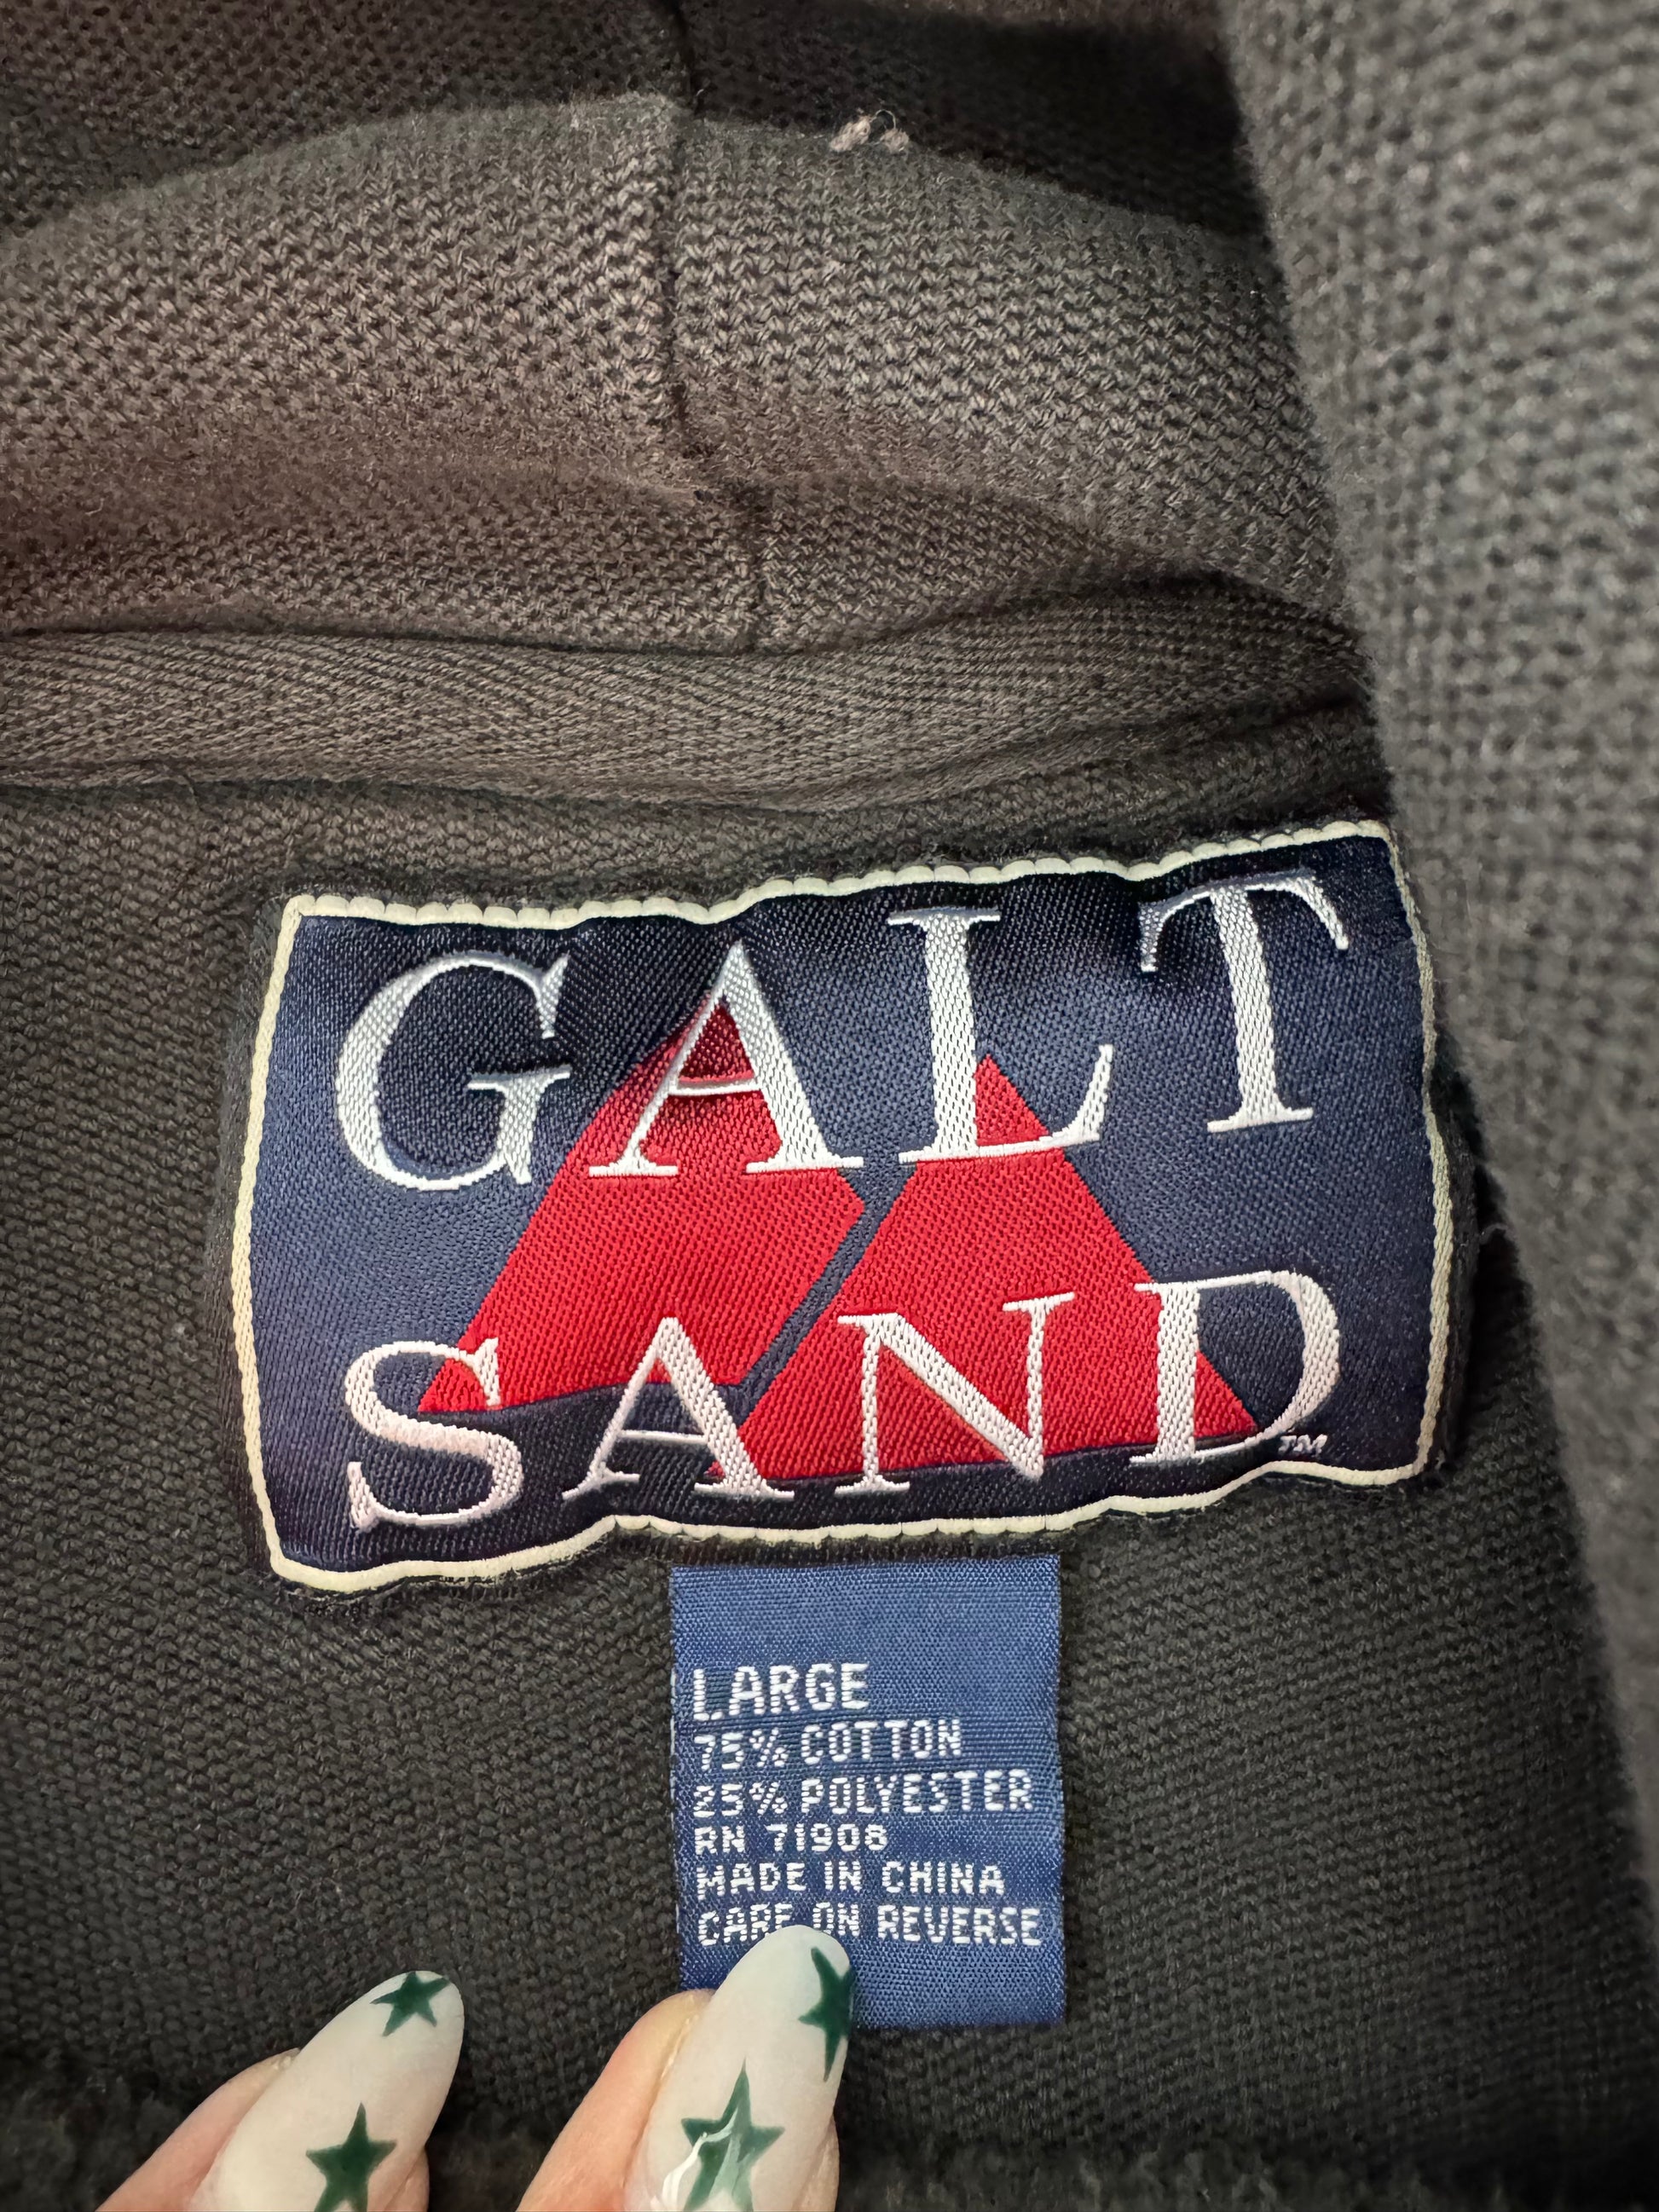 GALT
SAND
TM
LARGE
75% COTTON
25% POLYESTER
RN 71908
MADE IN CHINA
CARE ON REVERSE